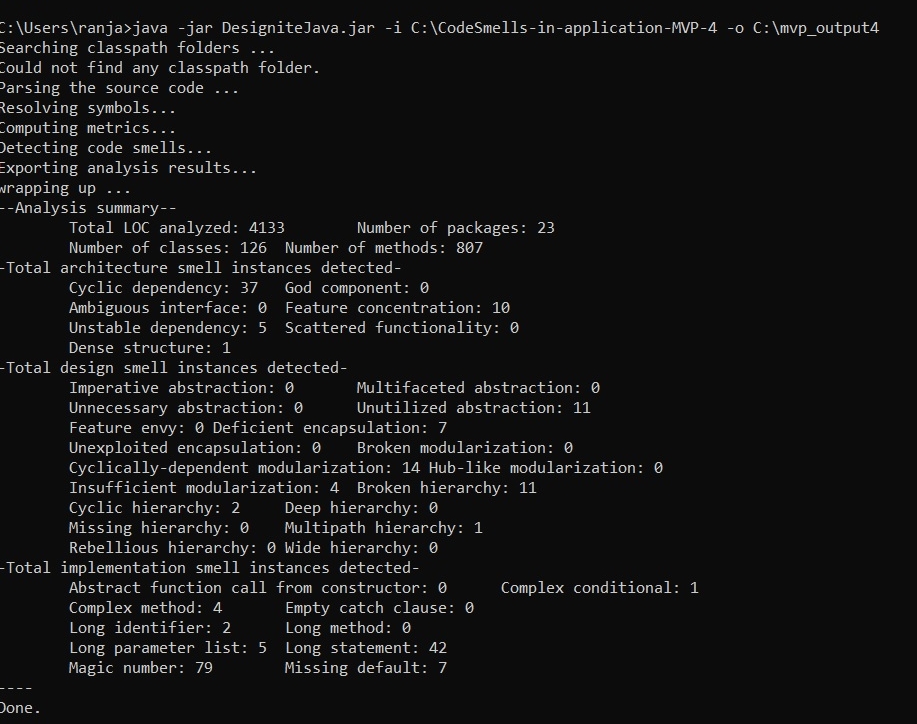 C:\Users\ranja>java -jar DesigniteJava.jar -i C:\CodeSmells-in-application-MVP-4 -o C:\mvp_output4
Searching classpath folders ...
Could not find any classpath folder.
Parsing the source code ...
Resolving symbols...
Computing metrics...
Detecting code smells...
Exporting analysis results...
wrapping up ...
--Analysis summary--
Total LOC analyzed: 4133 Number of packages: 23
Number of classes: 126 Number of methods: 807
-Total architecture smell instances detected-
Cyclic dependency: 37 God component: 0
Ambiguous interface: 0 Feature concentration: 10
Unstable dependency: 5 Scattered functionality: 0
Dense structure: 1
-Total design smell instances detected-
Imperative abstraction: 0 Multifaceted abstraction: 0
Unnecessary abstraction: 0 Unutilized abstraction: 11
Feature envy: 0 Deficient encapsulation: 7
Unexploited encapsulation: 0 Broken modularization: 0
Cyclically-dependent modularization: 14 Hub-like modularization: 0
Insufficient modularization: 4 Broken hierarchy: 11
Cyclic hierarchy: 2 Deep hierarchy: 0
Missing hierarchy: 0 Multipath hierarchy: 1
Rebellious hierarchy: 0 Wide hierarchy: 0
-Total implementation smell instances detected-
Abstract function call from constructor: 0 Complex conditional: 1
Complex method: 4 Empty catch clause: 0
Long identifier: 2 Long method: 0
Long parameter list: 5 Long statement: 42
Magic number: 79 Missing default: 7
----
Done.